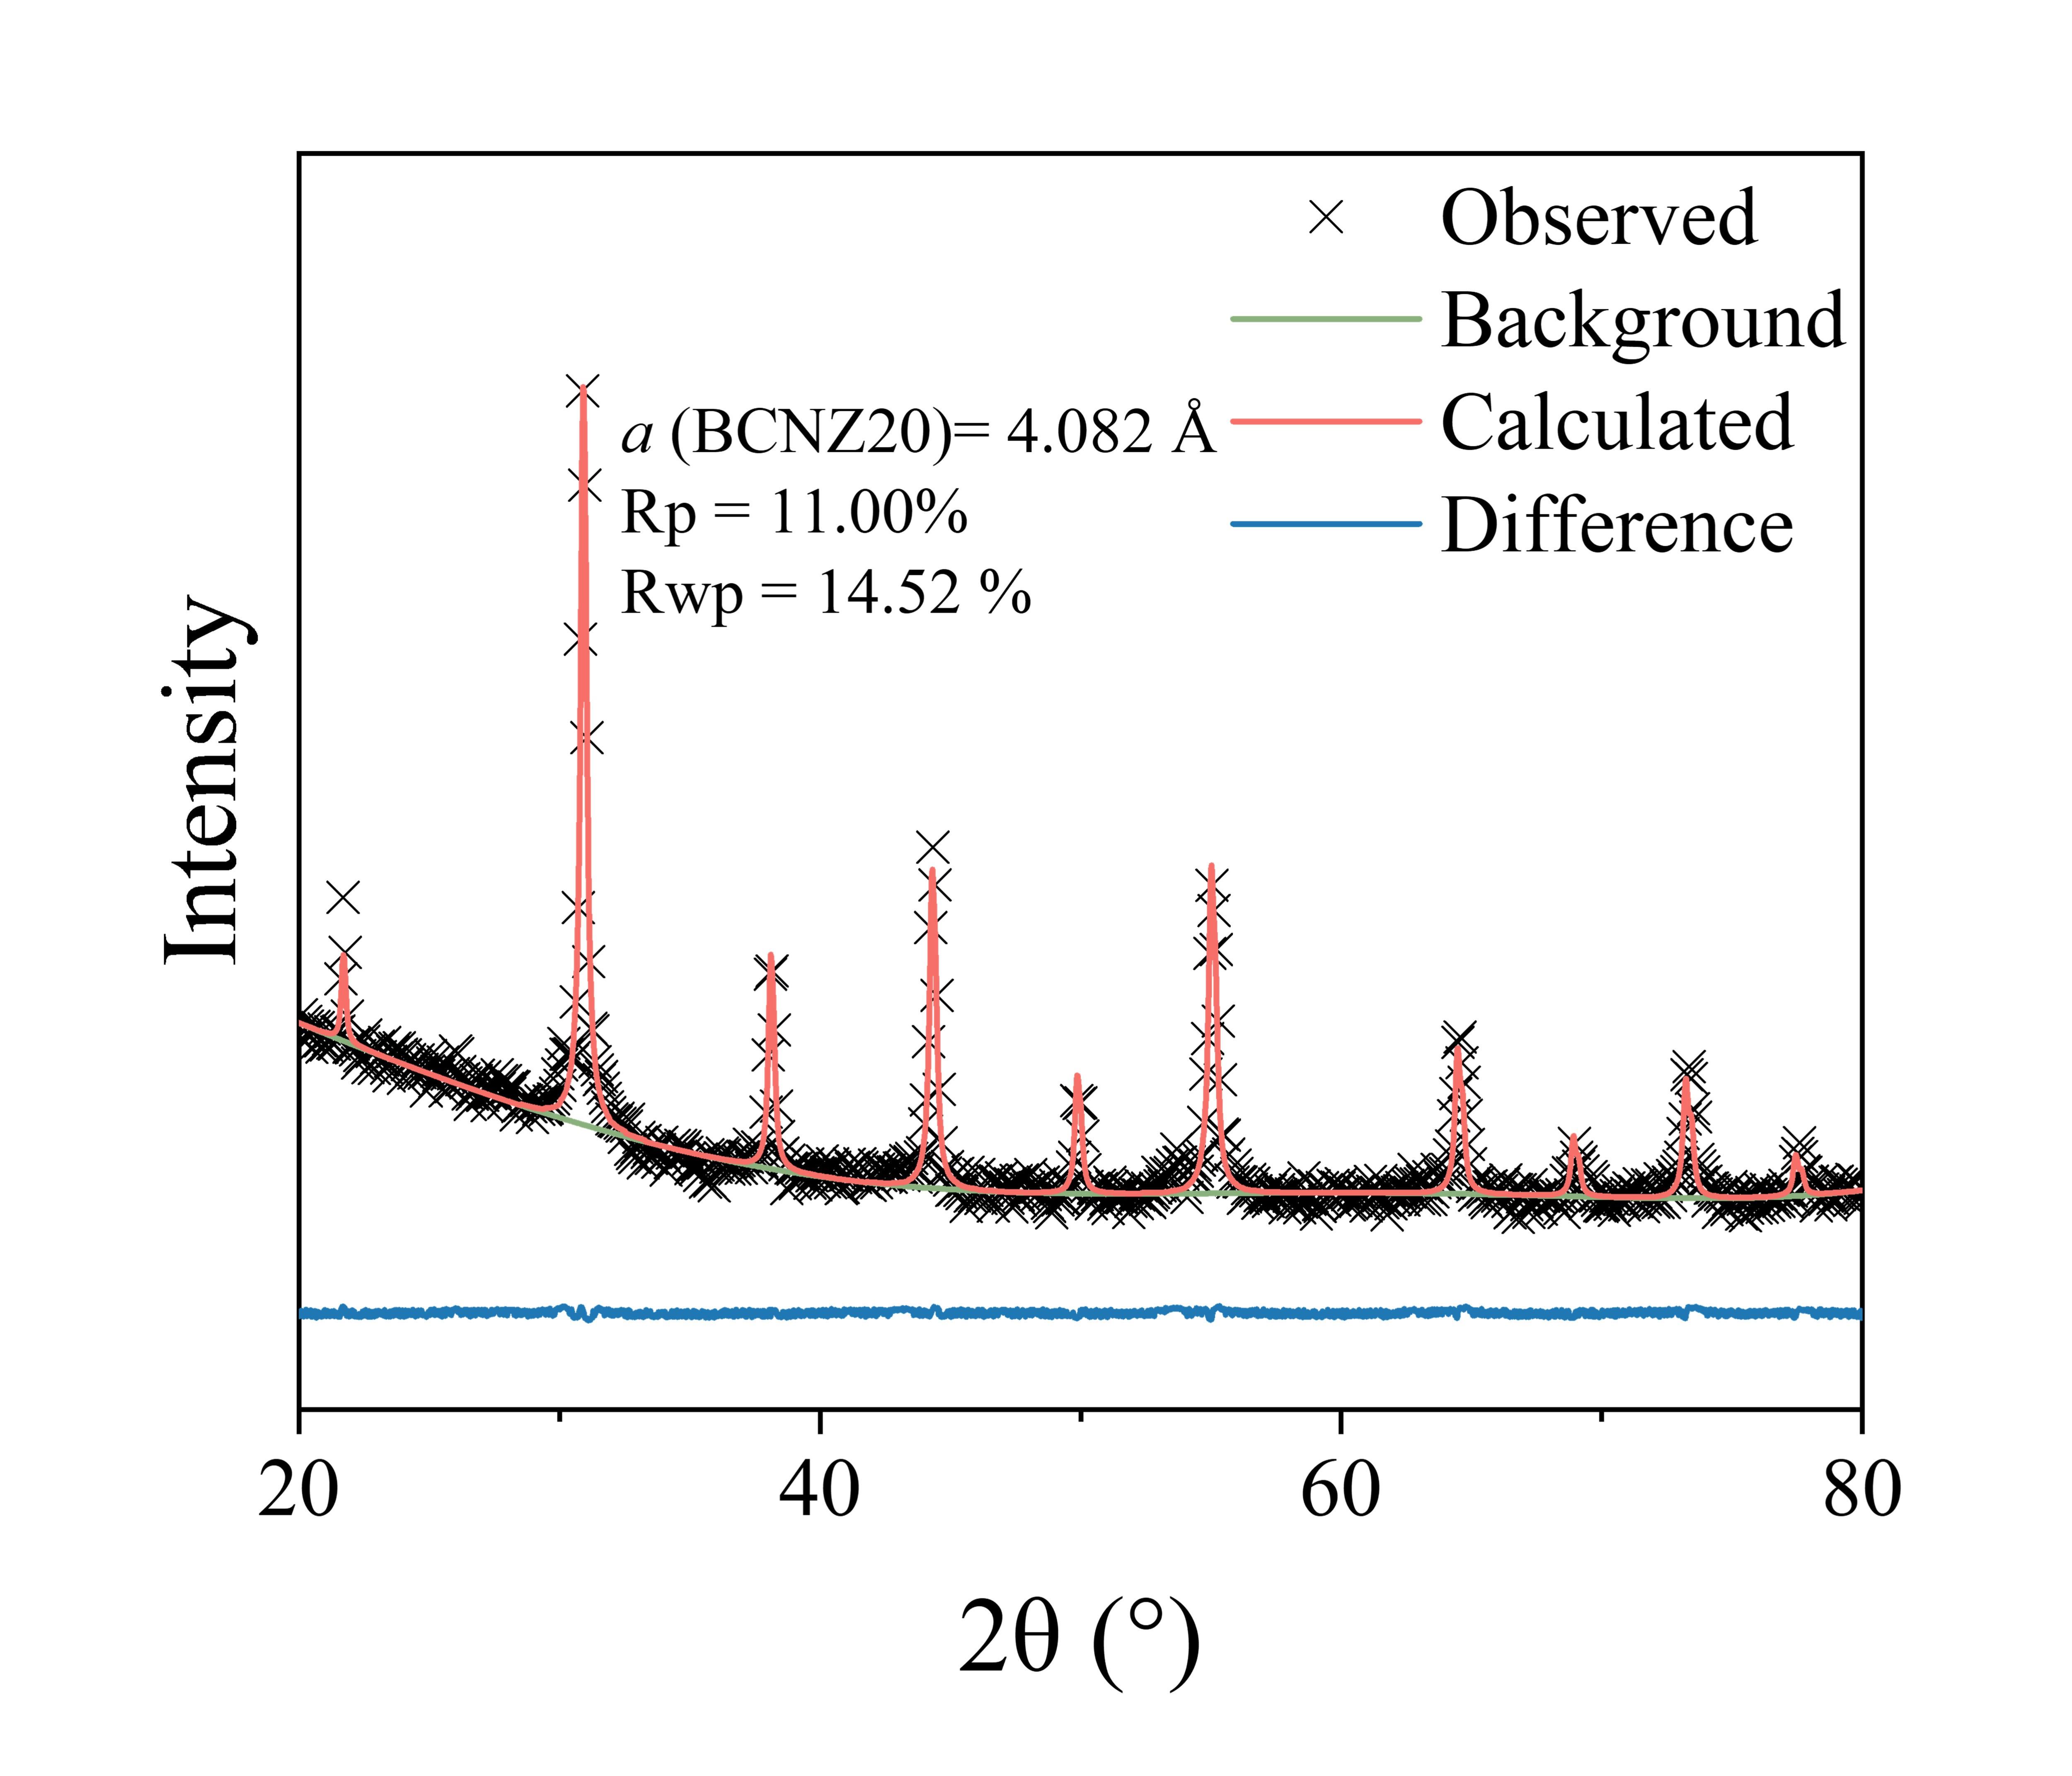 Observed
Background
Calculated
Difference
a (BCNZ20)= 4.082 Å
Rp = 11.00%
Rwp = 14.52 %
Intensity
20 40 60 80
2θ (°)